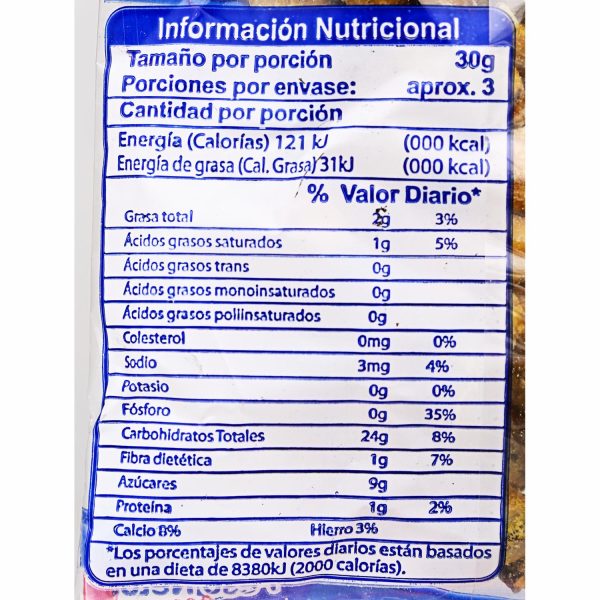 Información Nutricional
Tamaño por porción 30g
Porciones por envase: aprox. 3
Cantidad por porción
Energía (Calorías) 121 kJ (000 kcal)
Energía de grasa (Cal. Grasa) 31kJ (000 kcal)
% Valor Diario*
Grasa total 3%
Ácidos grasos saturados 1g 5%
Ácidos grasos trans 0g
Ácidos grasos monoinsaturados 0g
Ácidos grasos poliinsaturados 0g
Colesterol 0mg 0%
Sodio 3mg 4%
Potasio 0g 0%
Fósforo 0g 35%
Carbohidratos Totales 24g 8%
Fibra dietética 1g 7%
Azúcares 9g
Proteína 1g 2%
Calcio 8% Hierro 3%
*Los porcentajes de valores diarios están basados
en una dieta de 8380kJ (2000 calorías).